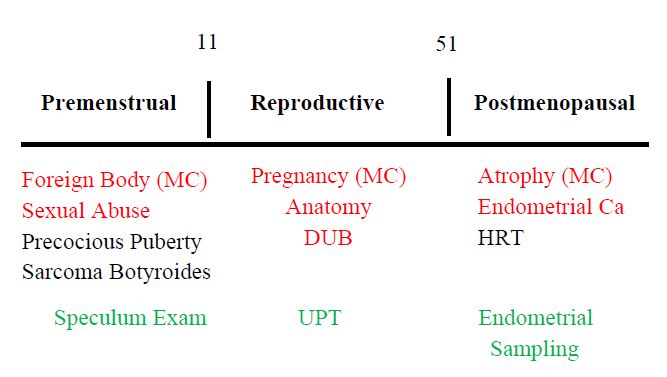 11 51
Premenstrual Reproductive Postmenopausal
Foreign Body (MC) Pregnancy (MC) Atrophy (MC)
Sexual Abuse Anatomy Endometrial Ca
Precocious Puberty DUB HRT
Sarcoma Botyroides
Speculum Exam UPT Endometrial
Sampling